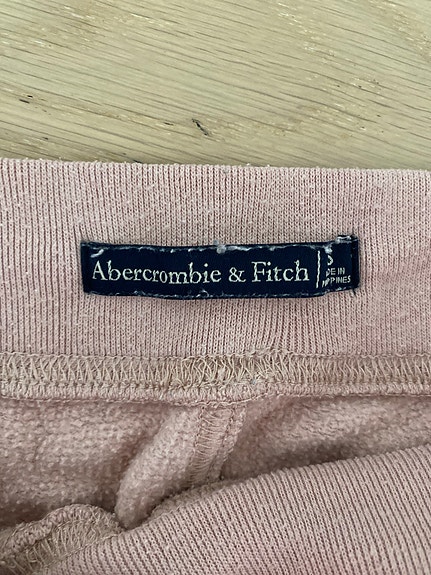 Abercrombie & Fitch
S
DE IN
PPINES